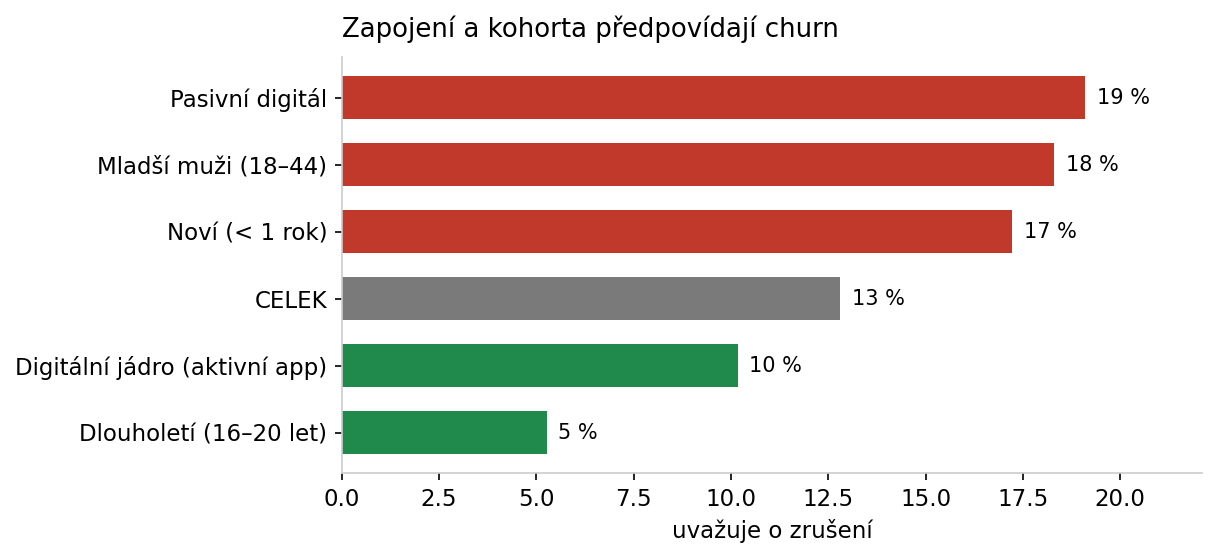 Zapojení a kohorta předpovídají churn
Pasivní digitál 19 %
Mladší muži (18–44) 18 %
Noví (< 1 rok) 17 %
CELEK 13 %
Digitální jádro (aktivní app) 10 %
Dlouholetí (16–20 let) 5 %
0.0 2.5 5.0 7.5 10.0 12.5 15.0 17.5 20.0
uvažuje o zrušení